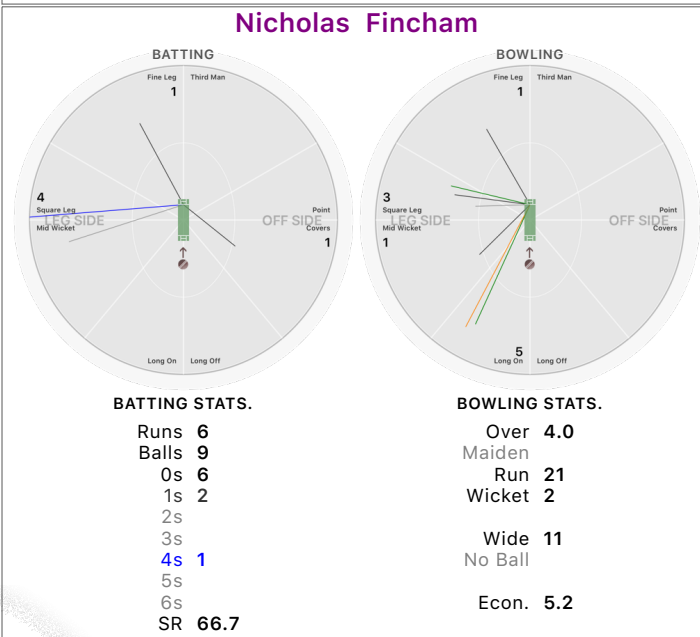 Nicholas Fincham
BATTING
Fine Leg Third Man
1
4
Square Leg
LEG SIDE
Mid Wicket
Point
OFF SIDE
Covers
1
Long On Long Off
BOWLING
Fine Leg Third Man
1
3
Square Leg
LEG SIDE
Mid Wicket
1
Point
OFF SIDE
Covers
5
Long On Long Off
BATTING STATS.
Runs 6
Balls 9
0s 6
1s 2
2s
3s
4s 1
5s
6s
SR 66.7
BOWLING STATS.
Over 4.0
Maiden
Run 21
Wicket 2
Wide 11
No Ball
Econ. 5.2